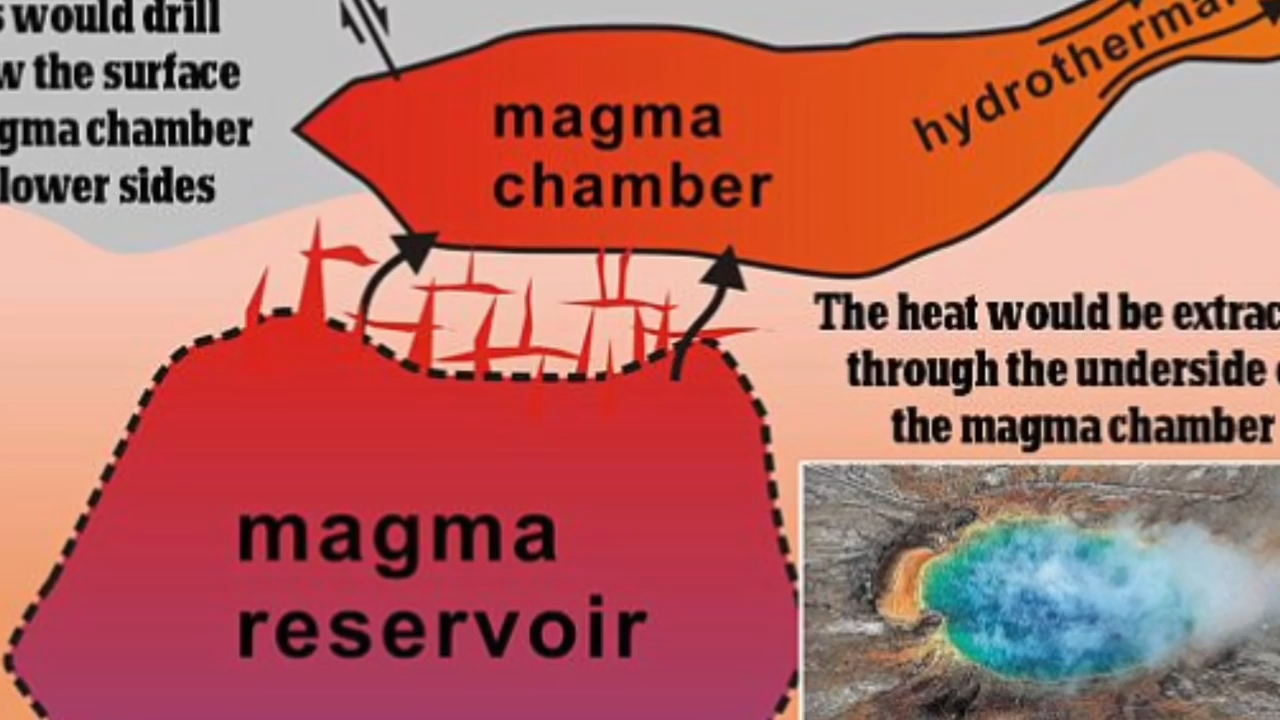 s would drill
w the surface
gma chamber
lower sides
magma
chamber
hydrothermal
The heat would be extrac
through the underside
the magma chamber
magma
reservoir